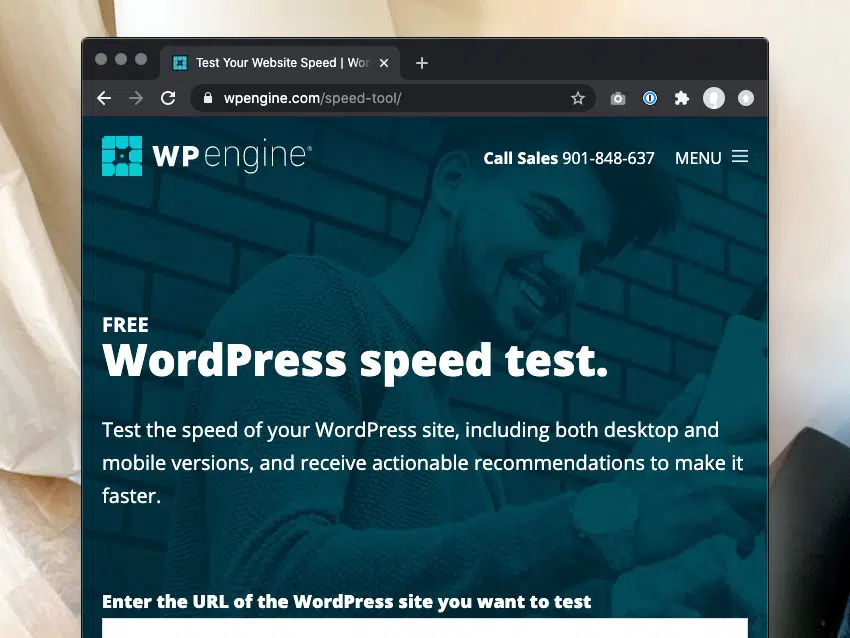 Test Your Website Speed | Wor
wpengine.com/speed-tool/
WP engine®
Call Sales 901-848-637 MENU
FREE
WordPress speed test.
Test the speed of your WordPress site, including both desktop and
mobile versions, and receive actionable recommendations to make it
faster.
Enter the URL of the WordPress site you want to test